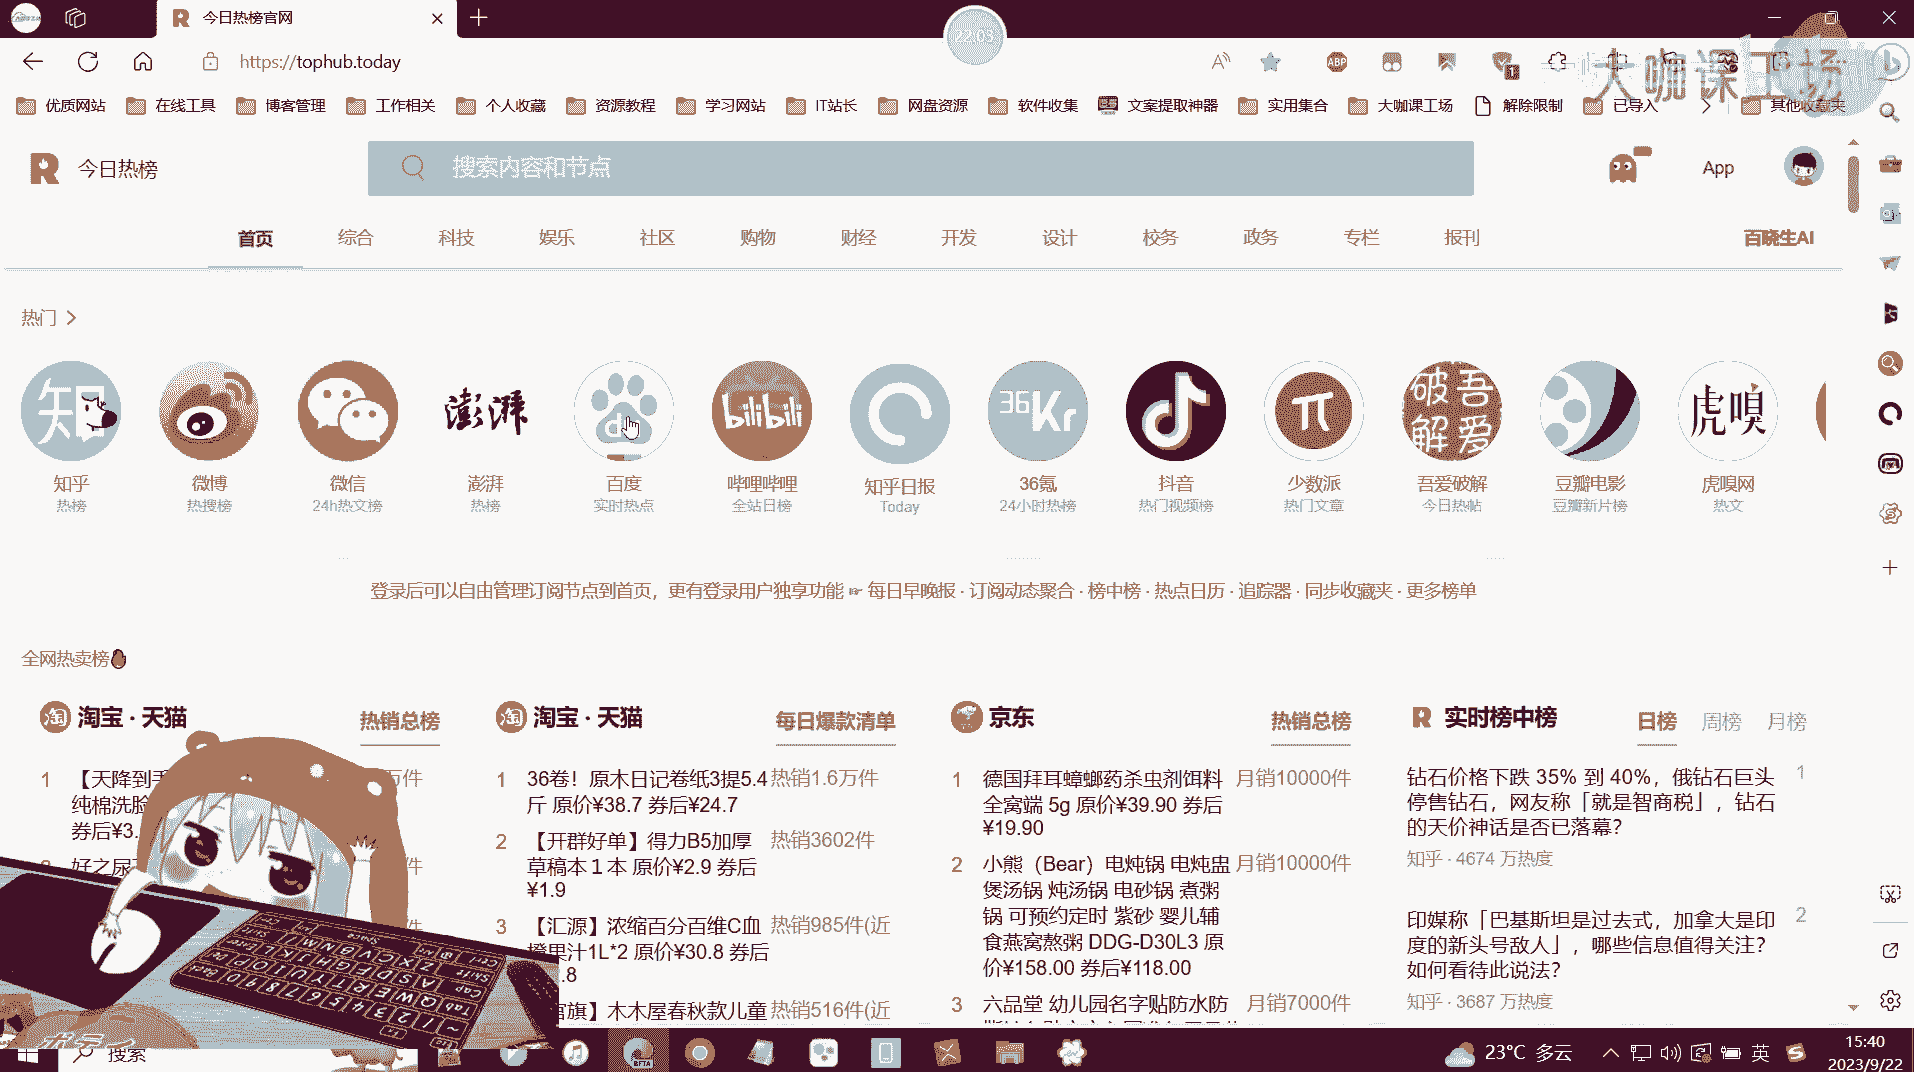 今日热榜官网
22:03
https://tophub.today
ABP
大咖课工场
优质网站 在线工具 博客管理 工作相关 个人收藏 资源教程 学习网站 IT站长 网盘资源 软件收集 文案提取神器 实用集合 大咖课工场 解除限制 已导入 其他收藏夹
今日热榜
搜索内容和节点
App
首页 综合 科技 娱乐 社区 购物 财经 开发 设计 校务 政务 专栏 报刊 百晓生AI
热门
知 澎湃 du bilibili 36Kr 吾爱破解 虎嗅
知乎 微博 微信 澎湃 百度 哔哩哔哩 知乎日报 36氪 抖音 少数派 吾爱破解 豆瓣电影 虎嗅网
热榜 热搜榜 24h热文榜 热榜 实时热点 全站日榜 Today 24小时热榜 热门视频榜 热门文章 今日热帖 豆瓣新片榜 热文
登录后可以自由管理订阅节点到首页，更有登录用户独享功能 ☞ 每日早晚报 · 订阅动态聚合 · 榜中榜 · 热点日历 · 追踪器 · 同步收藏夹 · 更多榜单
全网热卖榜
淘 淘宝 · 天猫 热销总榜
1 【天降到手
万件
纯棉洗脸
券后¥3.
好之尿
件
件
淘 淘宝 · 天猫 每日爆款清单
1 36卷！原木日记卷纸3提5.4 热销1.6万件
斤 原价¥38.7 券后¥24.7
2 【开群好单】得力B5加厚 热销3602件
草稿本１本 原价¥2.9 券后
¥1.9
3 【汇源】浓缩百分百维C血 热销985件(近
橙果汁1L*2 原价¥30.8 券后
.8
官旗】木木屋春秋款儿童 热销516件(近
京东 热销总榜
1 德国拜耳蟑螂药杀虫剂饵料 月销10000件
全窝端 5g 原价¥39.90 券后
¥19.90
2 小熊（Bear）电炖锅 电炖盅 月销10000件
煲汤锅 炖汤锅 电砂锅 煮粥
锅 可预约定时 紫砂 婴儿辅
食燕窝熬粥 DDG-D30L3 原
价¥158.00 券后¥118.00
3 六品堂 幼儿园名字贴防水防 月销7000件
实时榜中榜 日榜 周榜 月榜
钻石价格下跌 35% 到 40%，俄钻石巨头 1
停售钻石，网友称「就是智商税」，钻石
的天价神话是否已落幕？
知乎 · 4674 万热度
印媒称「巴基斯坦是过去式，加拿大是印 2
度的新头号敌人」，哪些信息值得关注？
如何看待此说法？
知乎 · 3687 万热度
搜索
BETA
23°C 多云
英
15:40
2023/9/22